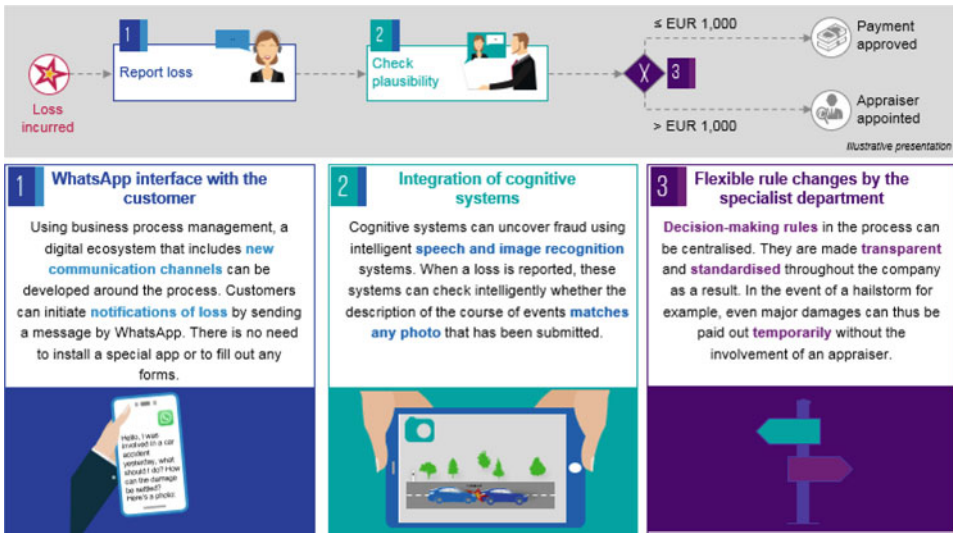 1
Report loss
Loss
incurred
2
Check
plausibility
X
3
≤ EUR 1,000
Payment
approved
> EUR 1,000
Appraiser
appointed
Illustrative presentation
1
WhatsApp interface with the
customer
Using business process management, a
digital ecosystem that includes new
communication channels can be
developed around the process. Customers
can initiate notifications of loss by sending
a message by WhatsApp. There is no need
to install a special app or to fill out any
forms.
Hello, I was
involved in a car
accident
yesterday, what
should I do? How
can the damage
be settled?
Here's a photo:
2
Integration of cognitive
systems
Cognitive systems can uncover fraud using
intelligent speech and image recognition
systems. When a loss is reported, these
systems can check intelligently whether the
description of the course of events matches
any photo that has been submitted.
3
Flexible rule changes by the
specialist department
Decision-making rules in the process can
be centralised. They are made transparent
and standardised throughout the company
as a result. In the event of a hailstorm for
example, even major damages can thus be
paid out temporarily without the
involvement of an appraiser.